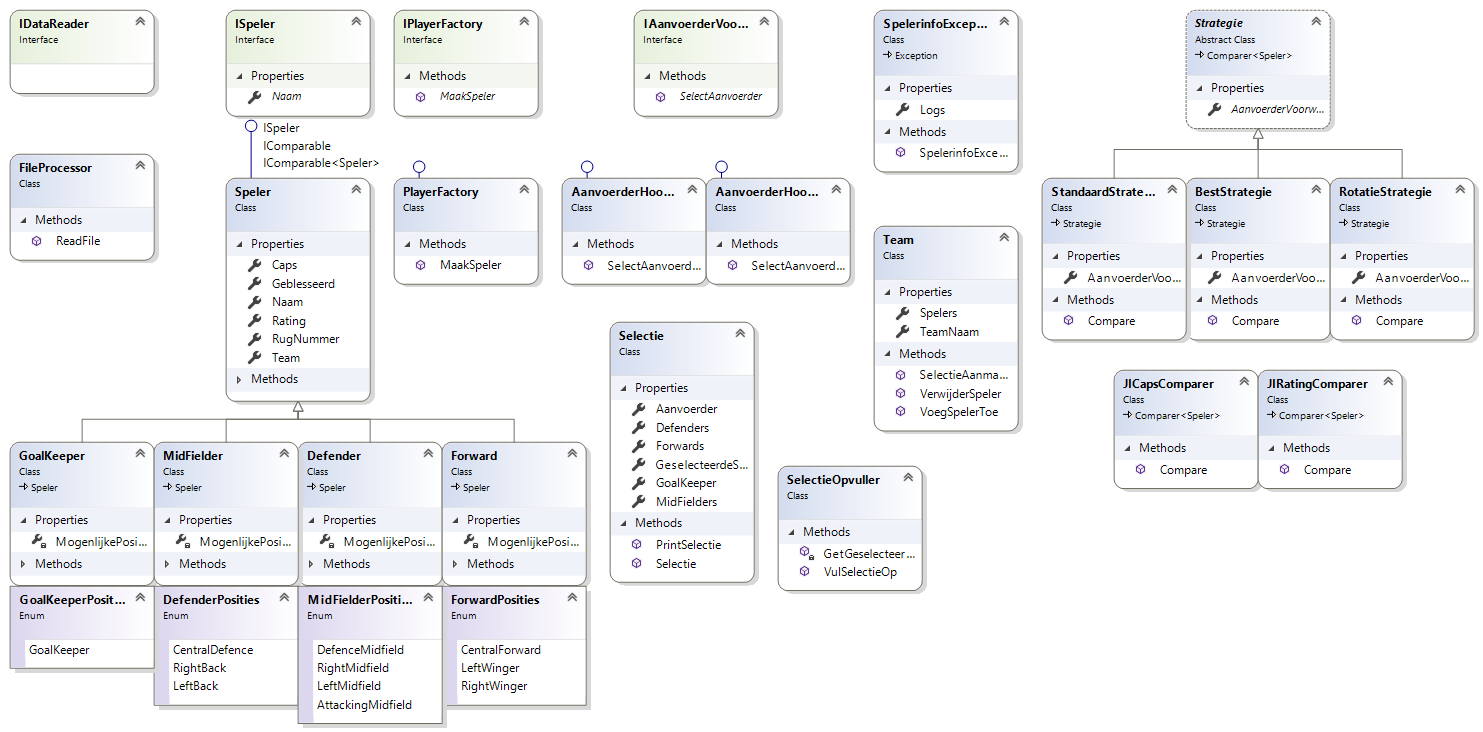 IDataReader
Interface
ISpeler
Interface
Properties
Naam
IPlayerFactory
Interface
Methods
MaakSpeler
IAanvoerderVoo...
Interface
Methods
SelectAanvoerder
SpelerinfoExcep...
Class
Exception
Properties
Logs
Methods
SpelerinfoExce...
Strategie
Abstract Class
Comparer<Speler>
Properties
AanvoerderVoorw...
FileProcessor
Class
Methods
ReadFile
ISpeler
IComparable
IComparable<Speler>
Speler
Class
Properties
Caps
Geblesseerd
Naam
Rating
RugNummer
Team
Methods
PlayerFactory
Class
Methods
MaakSpeler
AanvoerderHoo...
Class
Methods
SelectAanvoerd...
AanvoerderHoo...
Class
Methods
SelectAanvoerd...
Team
Class
Properties
Spelers
TeamNaam
Methods
SelectieAanma...
VerwijderSpeler
VoegSpelerToe
StandaardStrate...
Class
Strategie
Properties
AanvoerderVoo...
Methods
Compare
BestStrategie
Class
Strategie
Properties
AanvoerderVoo...
Methods
Compare
RotatieStrategie
Class
Strategie
Properties
AanvoerderVoo...
Methods
Compare
Selectie
Class
Properties
Aanvoerder
Defenders
Forwards
GeselecteerdeS...
GoalKeeper
MidFielders
Methods
PrintSelectie
Selectie
JICapsComparer
Class
Comparer<Speler>
Methods
Compare
JIRatingComparer
Class
Comparer<Speler>
Methods
Compare
SelectieOpvuller
Class
Methods
GetGeselecteer...
VulSelectieOp
GoalKeeper
Class
Speler
Properties
MogenlijkePosi...
Methods
MidFielder
Class
Speler
Properties
MogenlijkePosi...
Methods
Defender
Class
Speler
Properties
MogenlijkePosi...
Methods
Forward
Class
Speler
Properties
MogenlijkePosi...
Methods
GoalKeeperPosit...
Enum
GoalKeeper
DefenderPosities
Enum
CentralDefence
RightBack
LeftBack
MidFielderPositi...
Enum
DefenceMidfield
RightMidfield
LeftMidfield
AttackingMidfield
ForwardPosities
Enum
CentralForward
LeftWinger
RightWinger